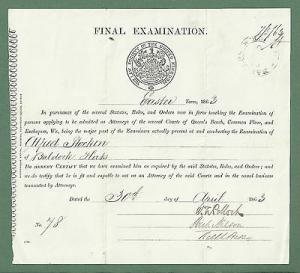 FINAL EXAMINATION.
Easter Term, 1863
In pursuance of the several Statutes, Rules, and Orders now in force touching the Examination of
persons applying to be admitted as Attorneys of the several Courts of Queen's Bench, Common Pleas, and
Exchequer, We, being the major part of the Examiners actually present at and conducting the Examination of
Alfred Stocken
of Baldock Herts
DO HEREBY CERTIFY that we have examined him as required by the said Statutes, Rules, and Orders; and we
do testify that he is fit and capable to act as an Attorney of the said Courts and in the usual business
transacted by Attorneys.
Dated the 30th day of April 1863
No. 78